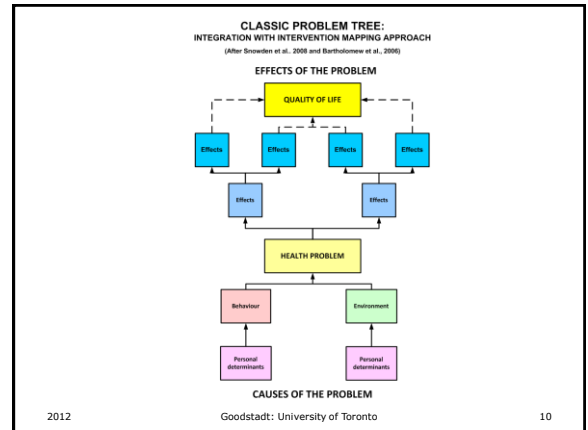 CLASSIC PROBLEM TREE:
INTEGRATION WITH INTERVENTION MAPPING APPROACH
(After Snowden et al.. 2008 and Bartholomew et al., 2006)
EFFECTS OF THE PROBLEM
QUALITY OF LIFE
Effects Effects Effects Effects
Effects Effects
HEALTH PROBLEM
Behaviour Environment
Personal Personal
determinants determinants
CAUSES OF THE PROBLEM
2012 Goodstadt: University of Toronto 10